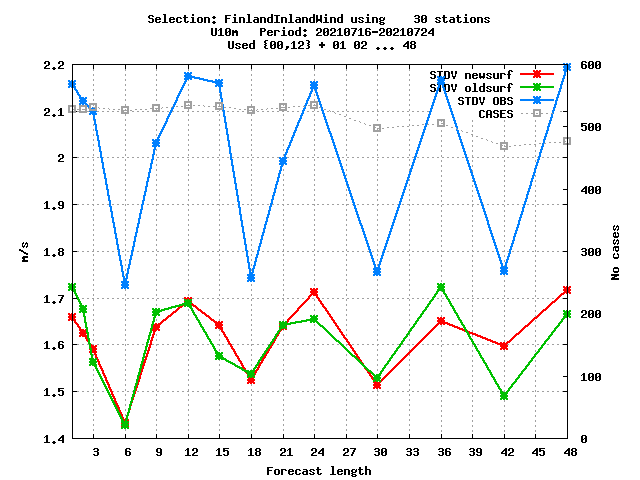 Selection: FinlandInlandWind using    30 stations
U10m   Period: 20210716-20210724
Used {00,12} + 01 02 ... 48
STDV newsurf
STDV oldsurf
STDV OBS
CASES
2.2
2.1
2
1.9
1.8
1.7
1.6
1.5
1.4
m/s
600
500
400
300
200
100
0
No cases
3 6 9 12 15 18 21 24 27 30 33 36 39 42 45 48
Forecast length